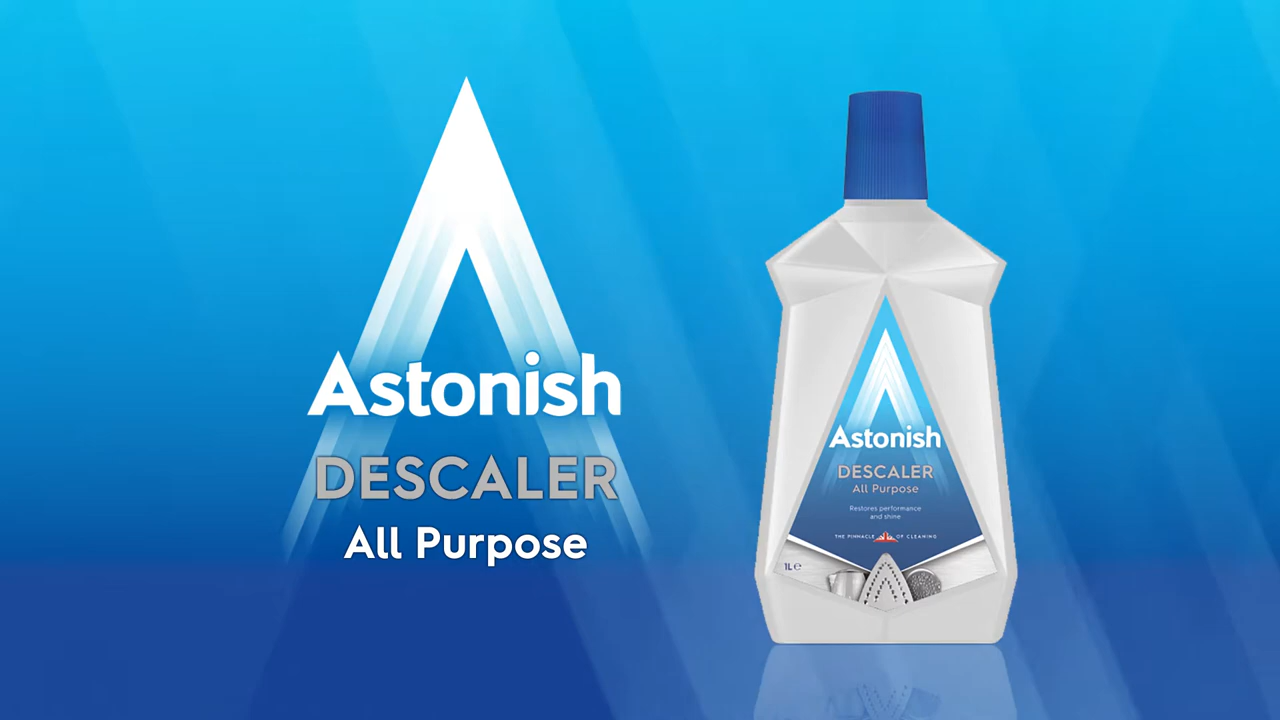 Astonish
DESCALER
All Purpose
Astonish
DESCALER
All Purpose
Restores performance
and shine
THE PINNACLE OF CLEANING
1L e